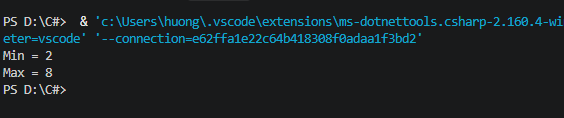 PS D:\C#>  & 'c:\Users\huong\.vscode\extensions\ms-dotnettools.csharp-2.160.4-wi
eter=vscode' '--connection=e62ffa1e22c64b418308f0adaa1f3bd2'
Min = 2
Max = 8
PS D:\C#>